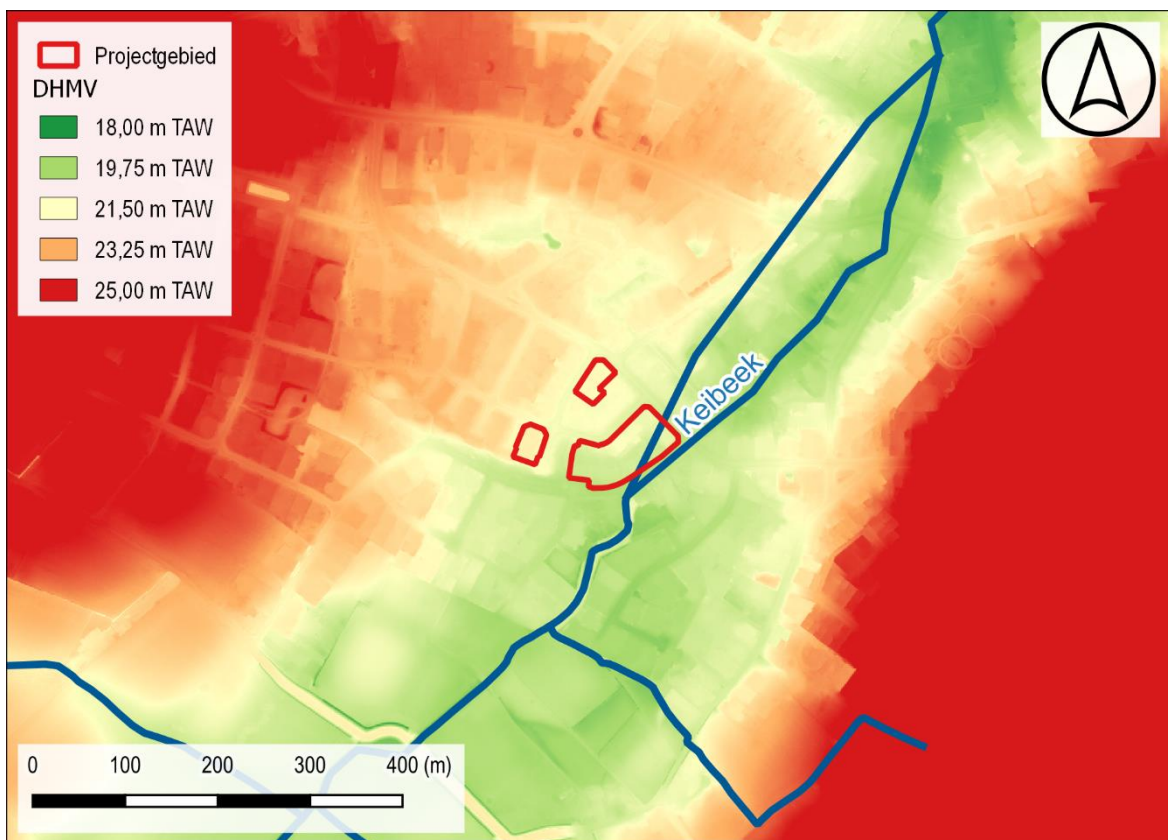 Projectgebied
DHMV
18,00 m TAW
19,75 m TAW
21,50 m TAW
23,25 m TAW
25,00 m TAW
Keibeek
0 100 200 300 400 (m)